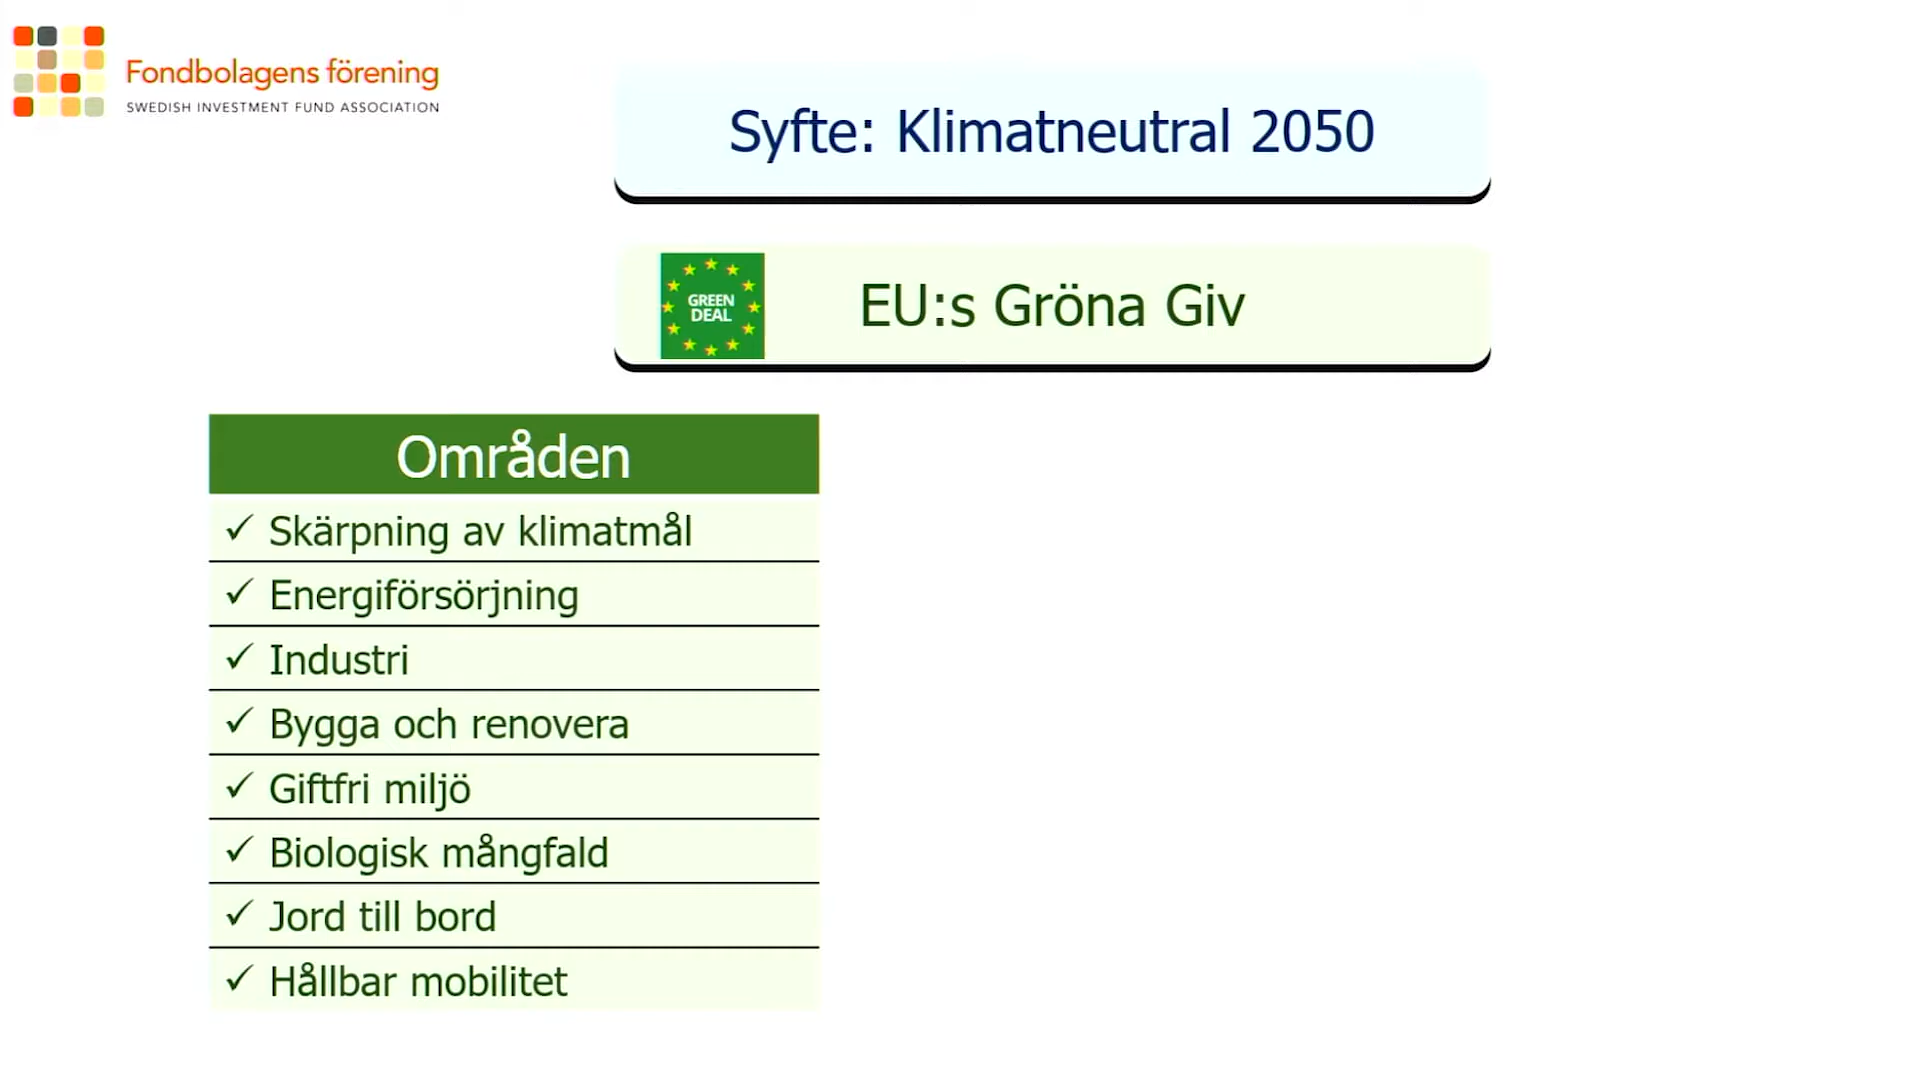 Fondbolagens förening
SWEDISH INVESTMENT FUND ASSOCIATION
Syfte: Klimatneutral 2050
GREEN
DEAL
EU:s Gröna Giv
Områden
✓ Skärpning av klimatmål
✓ Energiförsörjning
✓ Industri
✓ Bygga och renovera
✓ Giftfri miljö
✓ Biologisk mångfald
✓ Jord till bord
✓ Hållbar mobilitet